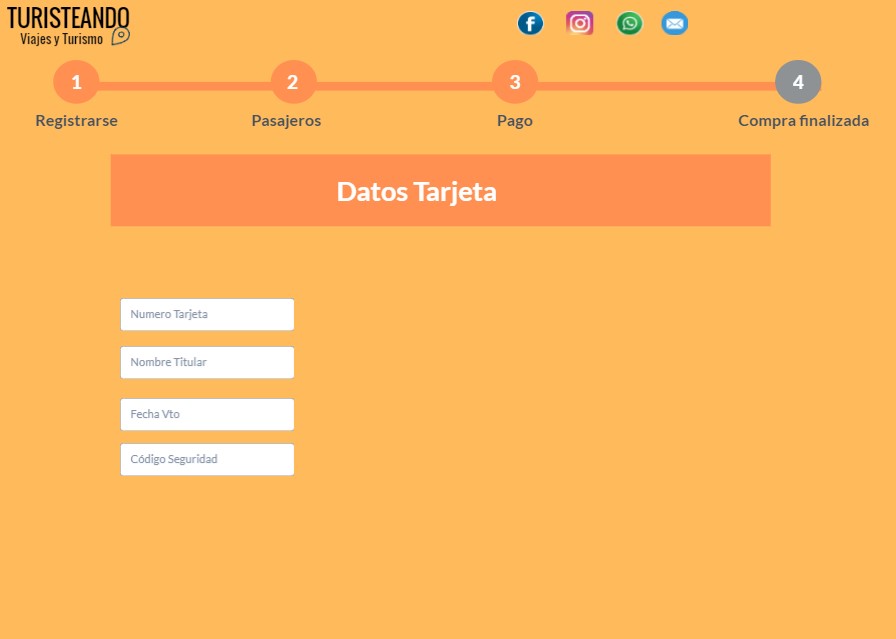 TURISTEANDO
Viajes y Turismo
1
2
3
4
Registrarse
Pasajeros
Pago
Compra finalizada
Datos Tarjeta
Numero Tarjeta
Nombre Titular
Fecha Vto
Código Seguridad